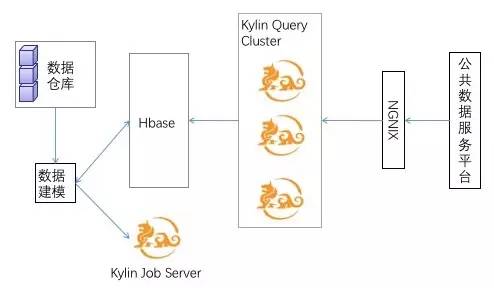 数据
仓库
数据
建模
Hbase
Kylin Job Server
Kylin Query
Cluster
NGNIX
公共数据服务平台